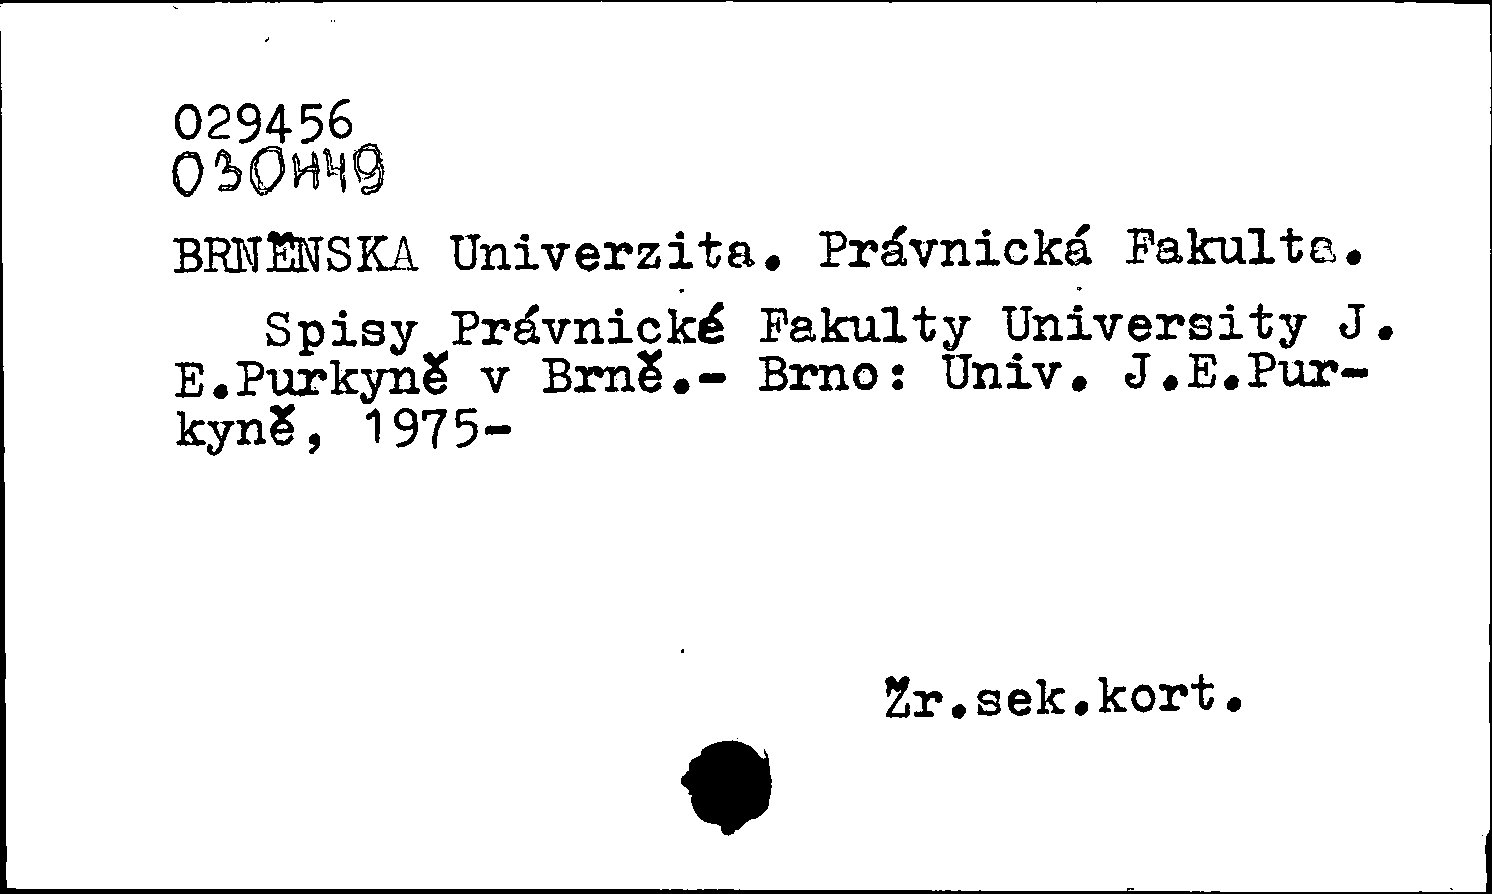 029456
030449
BRNĚNSKA Univerzita. Právnická Fakulta.
Spisy Právnické Fakulty University J.
E.Purkyně v Brně.- Brno: Univ. J.E.Pur-
kyně, 1975-
Žr.sek.kort.